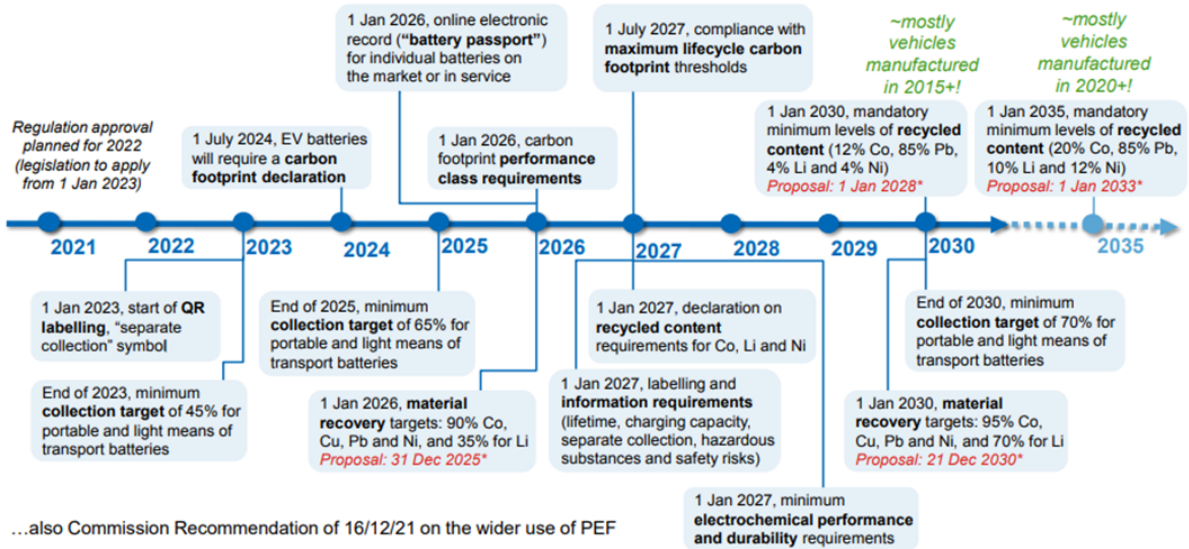 1 Jan 2026, online electronic
record (“battery passport”)
for individual batteries on
the market or in service
1 July 2027, compliance with
maximum lifecycle carbon
footprint thresholds
~mostly
vehicles
manufactured
in 2015+!
~mostly
vehicles
manufactured
in 2020+!
Regulation approval
planned for 2022
(legislation to apply
from 1 Jan 2023)
1 July 2024, EV batteries
will require a carbon
footprint declaration
1 Jan 2026, carbon
footprint performance
class requirements
1 Jan 2030, mandatory
minimum levels of recycled
content (12% Co, 85% Pb,
4% Li and 4% Ni)
Proposal: 1 Jan 2028*
1 Jan 2035, mandatory
minimum levels of recycled
content (20% Co, 85% Pb,
10% Li and 12% Ni)
Proposal: 1 Jan 2033*
2021
2022
2023
2024
2025
2026
2027
2028
2029
2030
2035
1 Jan 2023, start of QR
labelling, “separate
collection” symbol
End of 2023, minimum
collection target of 45% for
portable and light means of
transport batteries
End of 2025, minimum
collection target of 65% for
portable and light means of
transport batteries
1 Jan 2026, material
recovery targets: 90% Co,
Cu, Pb and Ni, and 35% for Li
Proposal: 31 Dec 2025*
1 Jan 2027, declaration on
recycled content
requirements for Co, Li and Ni
1 Jan 2027, labelling and
information requirements
(lifetime, charging capacity,
separate collection, hazardous
substances and safety risks)
1 Jan 2027, minimum
electrochemical performance
and durability requirements
End of 2030, minimum
collection target of 70% for
portable and light means of
transport batteries
1 Jan 2030, material
recovery targets: 95% Co,
Cu, Pb and Ni, and 70% for Li
Proposal: 21 Dec 2030*
…also Commission Recommendation of 16/12/21 on the wider use of PEF